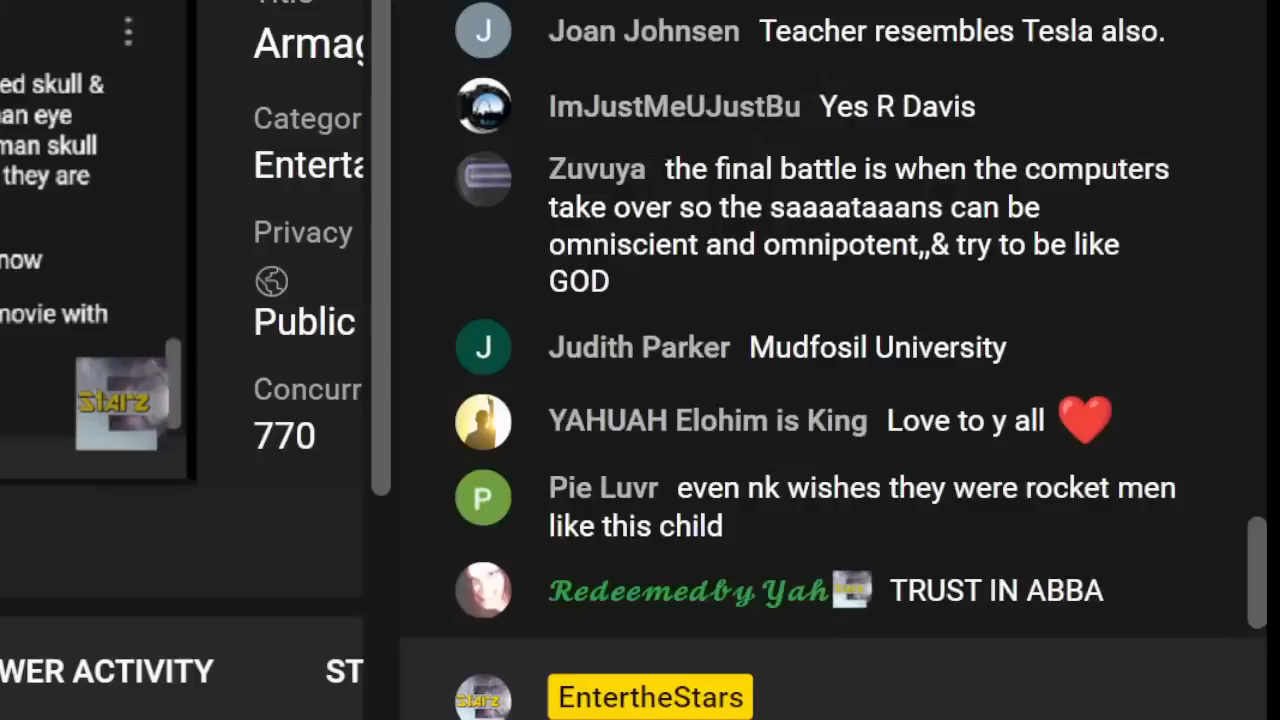 ed skull &
an eye
man skull
they are
now
movie with
STARZ
Title
Armag
Categor
Enterta
Privacy
Public
Concurr
770
WER ACTIVITY
ST
J Joan Johnsen Teacher resembles Tesla also.
ImJustMeUJustBu Yes R Davis
Zuvuya the final battle is when the computers
take over so the saaaataaans can be
omniscient and omnipotent,,& try to be like
GOD
J Judith Parker Mudfosil University
YAHUAH Elohim is King Love to y all ❤️
P Pie Luvr even nk wishes they were rocket men
like this child
Redeemedby Yah TRUST IN ABBA
STARZ EntertheStars